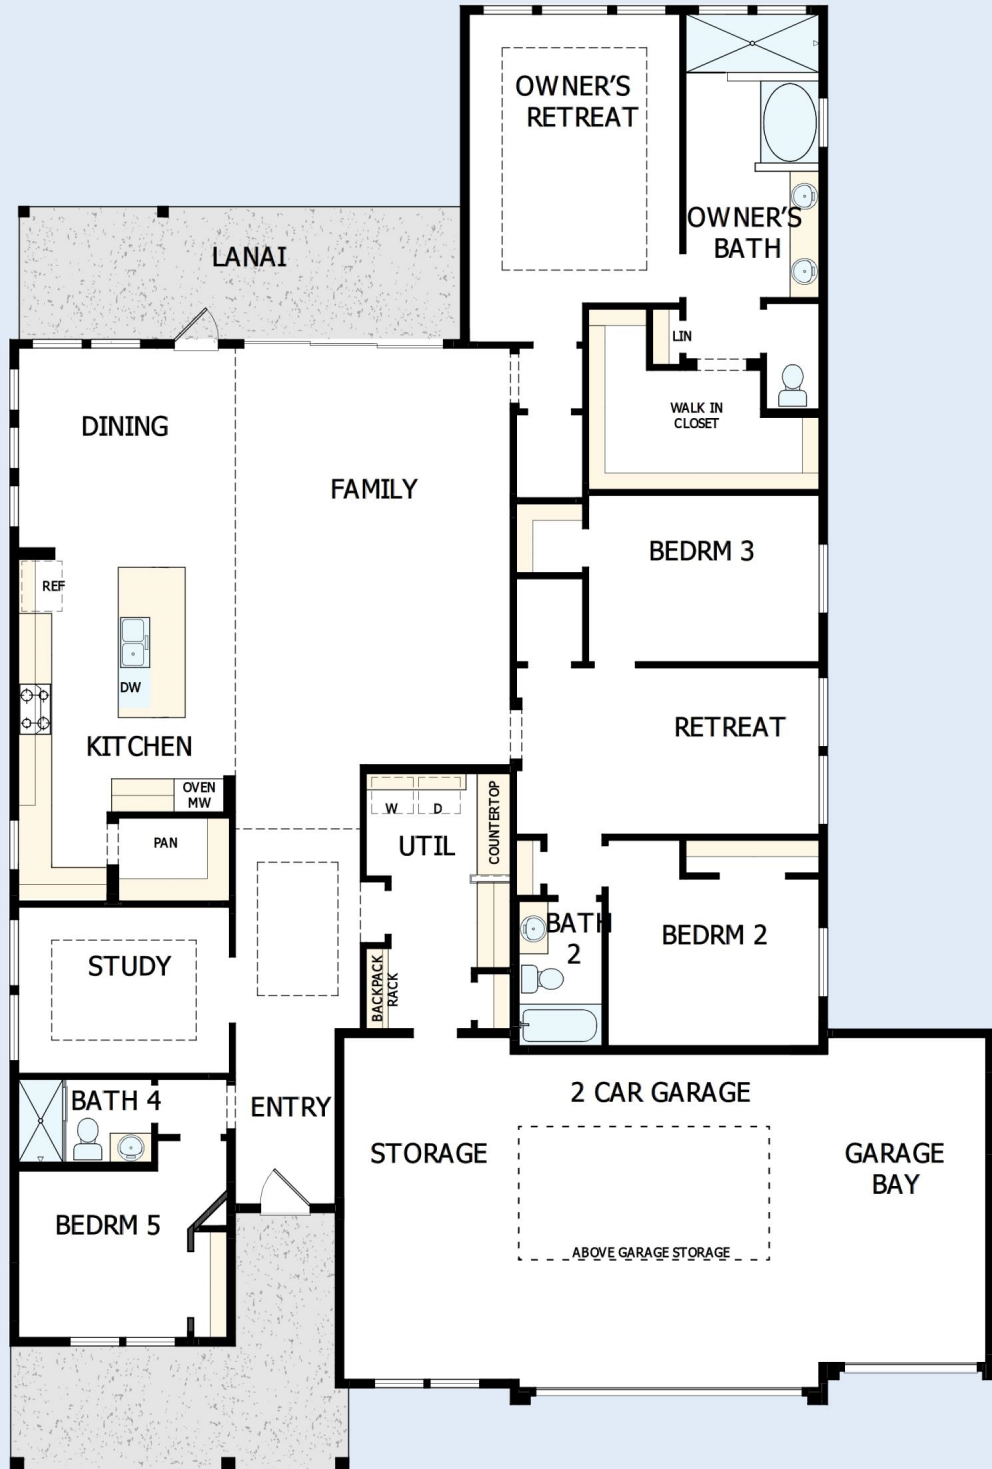 OWNER'S
RETREAT
OWNER'S
BATH
LANAI
LIN
WALK IN
CLOSET
DINING
FAMILY
BEDRM 3
REF
DW
RETREAT
KITCHEN
OVEN
MW
W
D
COUNTERTOP
UTIL
PAN
BATH
2
BEDRM 2
STUDY
BACKPACK
RACK
BATH 4
ENTRY
2 CAR GARAGE
STORAGE
GARAGE
BAY
BEDRM 5
ABOVE GARAGE STORAGE